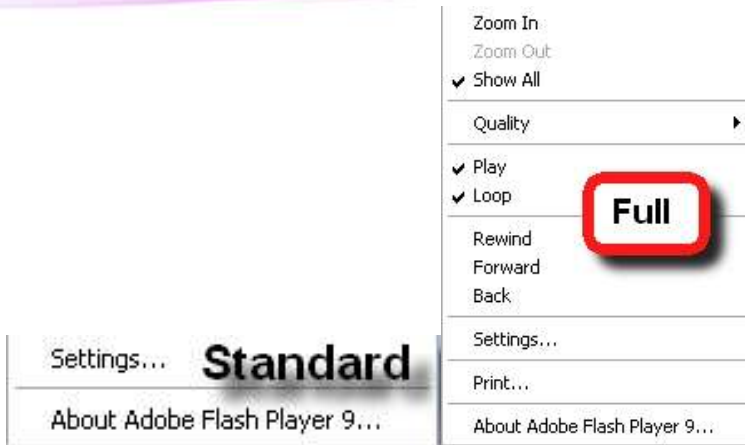 Zoom In
Zoom Out
Show All
Quality
Play
Loop
Full
Rewind
Forward
Back
Settings...
Print...
About Adobe Flash Player 9...
Settings...
Standard
About Adobe Flash Player 9...